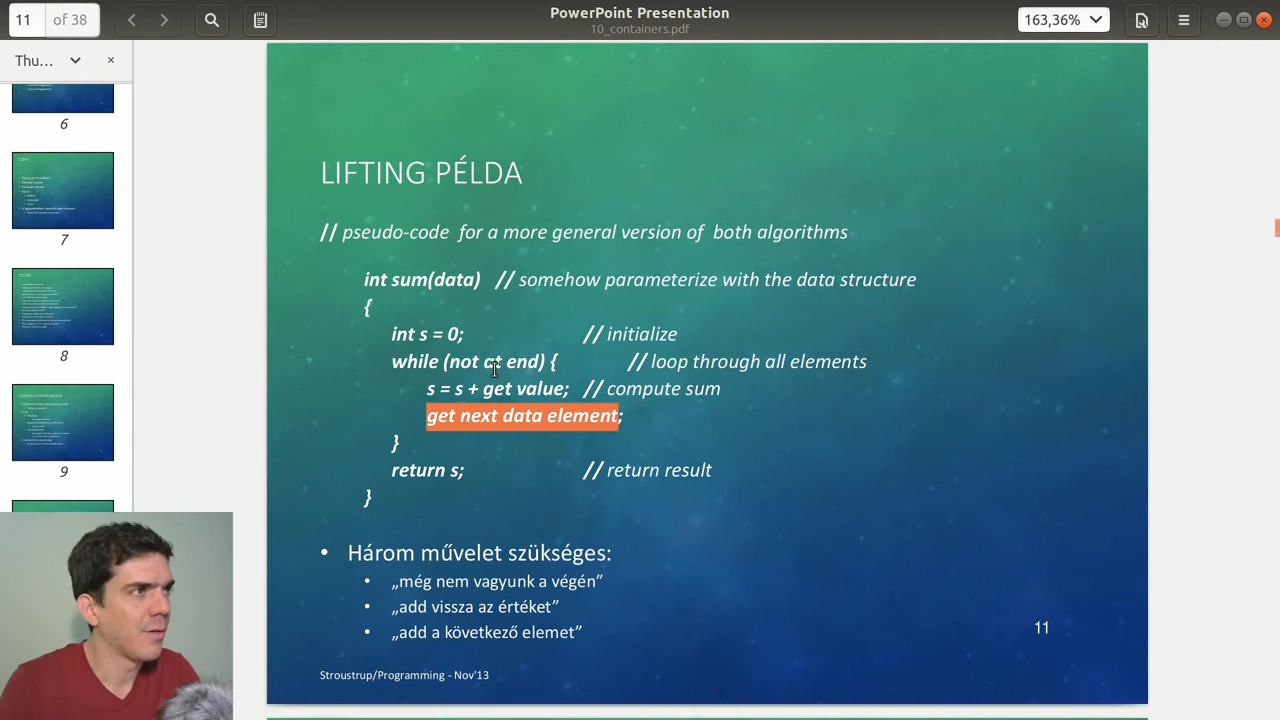 11 of 38
PowerPoint Presentation
10_containers.pdf
163,36%
Thu...
6
7
8
9
LIFTING PÉLDA
// pseudo-code for a more general version of both algorithms
int sum(data) // somehow parameterize with the data structure
{
int s = 0; // initialize
while (not at end) { // loop through all elements
s = s + get value; // compute sum
get next data element;
}
return s; // return result
}
• Három művelet szükséges:
• „még nem vagyunk a végén”
• „add vissza az értéket”
• „add a következő elemet”
11
Stroustrup/Programming - Nov'13